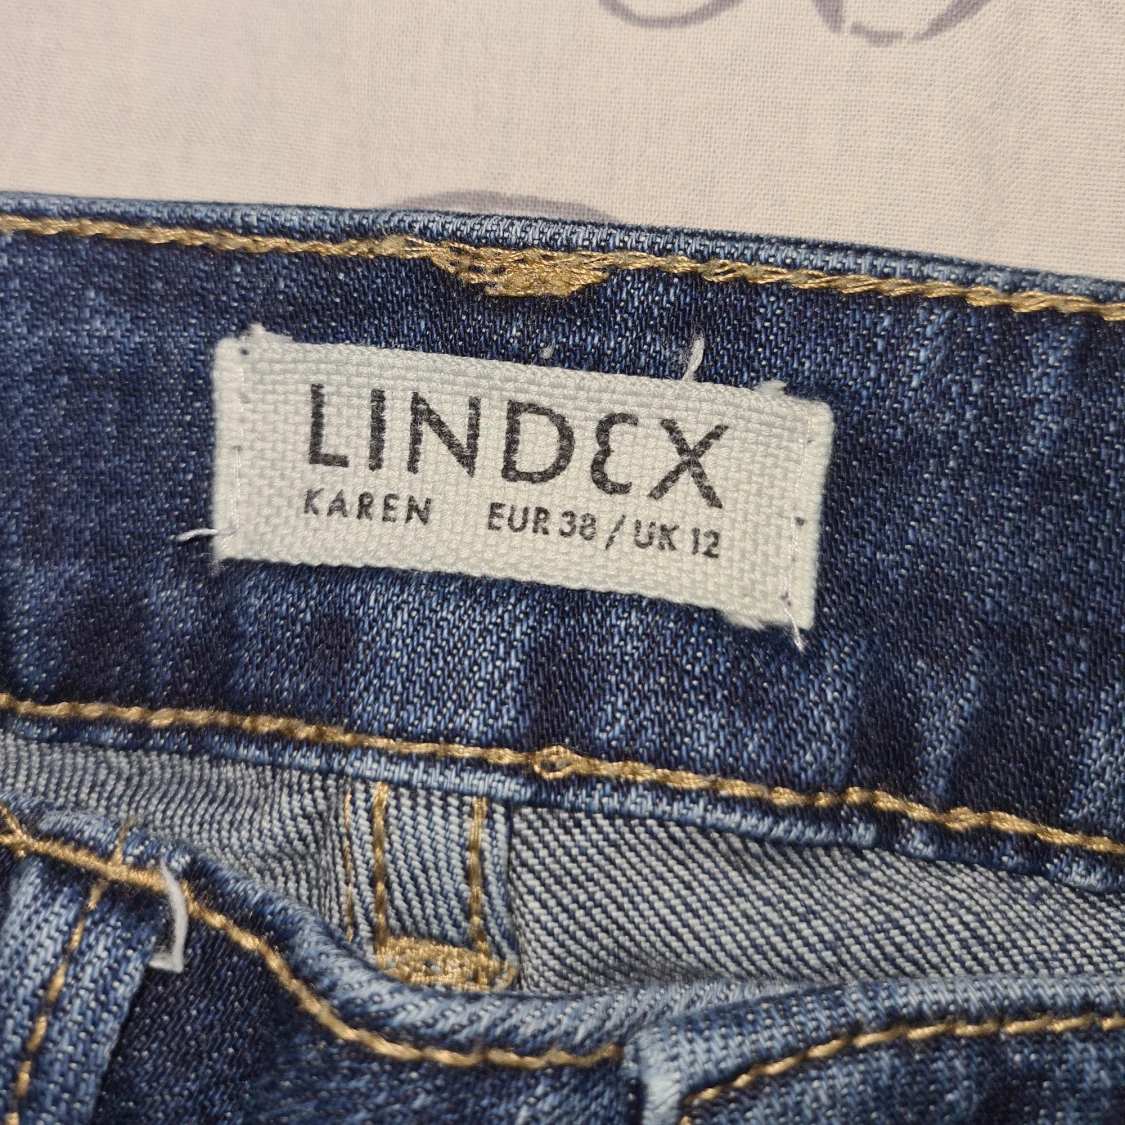 LINDEX
KAREN EUR 38 / UK 12